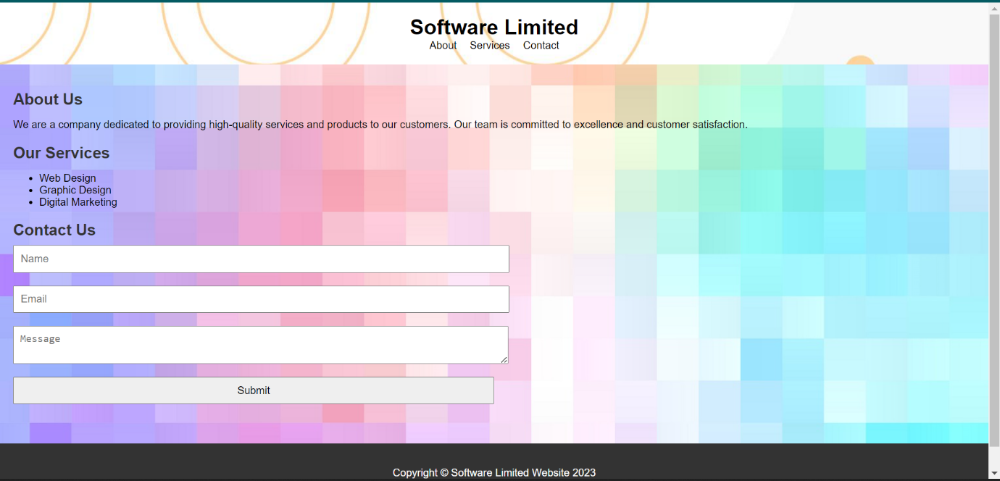 Software Limited
About Services Contact
About Us
We are a company dedicated to providing high-quality services and products to our customers. Our team is committed to excellence and customer satisfaction.
Our Services
• Web Design
• Graphic Design
• Digital Marketing
Contact Us
Name
Email
Message
Submit
Copyright © Software Limited Website 2023